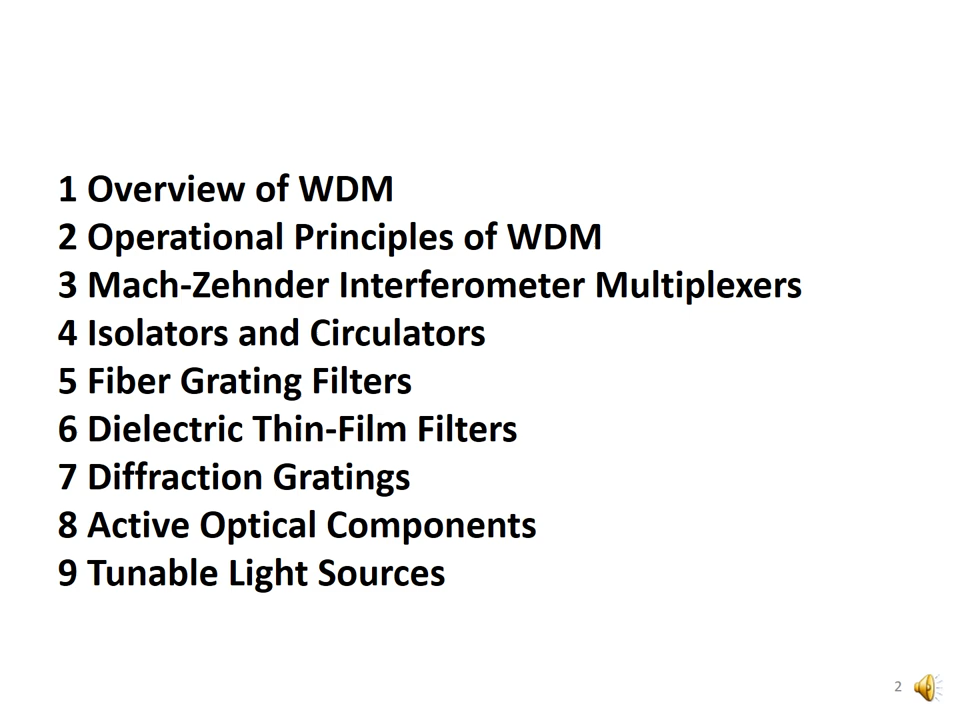 1 Overview of WDM
2 Operational Principles of WDM
3 Mach-Zehnder Interferometer Multiplexers
4 Isolators and Circulators
5 Fiber Grating Filters
6 Dielectric Thin-Film Filters
7 Diffraction Gratings
8 Active Optical Components
9 Tunable Light Sources
2